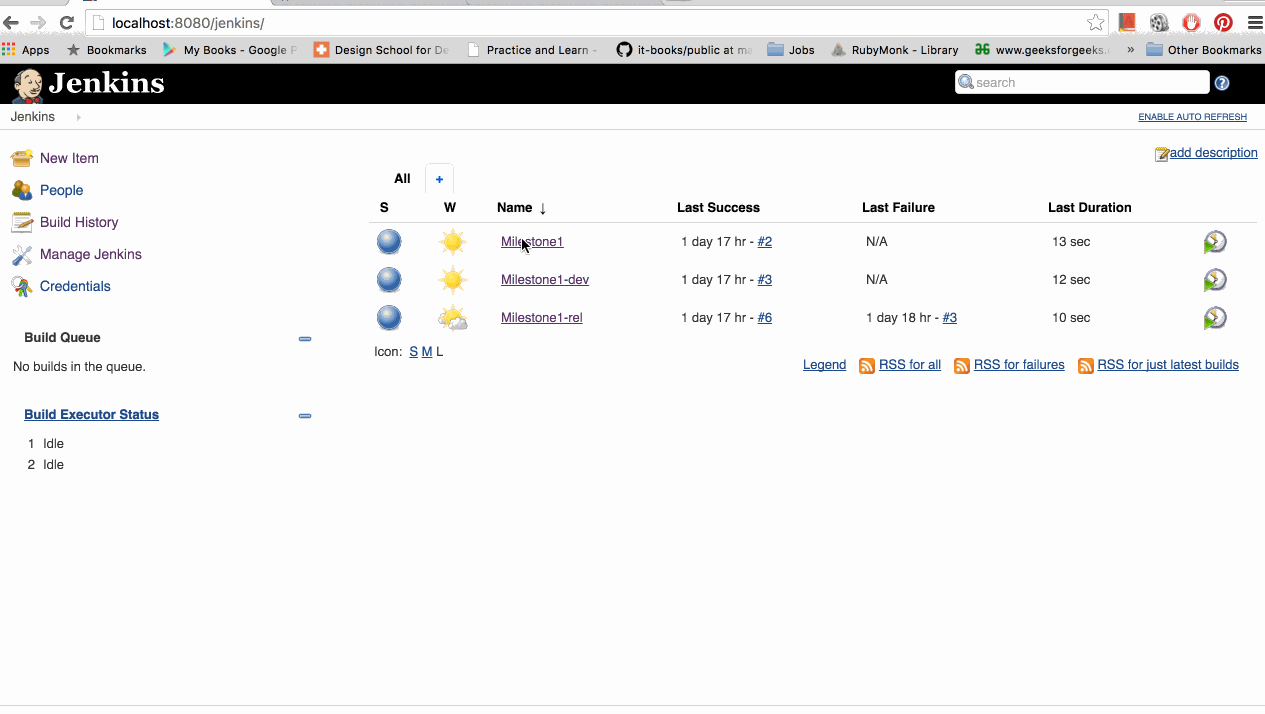 localhost:8080/jenkins/
Apps Bookmarks My Books - Google P Design School for De Practice and Learn - it-books/public at ma Jobs RubyMonk - Library www.geeksforgeeks. » Other Bookmarks
Jenkins
search
Jenkins
ENABLE AUTO REFRESH
add description
New Item
People
Build History
Manage Jenkins
Credentials
Build Queue
No builds in the queue.
Build Executor Status
1 Idle
2 Idle
All +
S W Name ↓ Last Success Last Failure Last Duration
Milestone1 1 day 17 hr - #2 N/A 13 sec
Milestone1-dev 1 day 17 hr - #3 N/A 12 sec
Milestone1-rel 1 day 17 hr - #6 1 day 18 hr - #3 10 sec
Icon: S M L
Legend RSS for all RSS for failures RSS for just latest builds